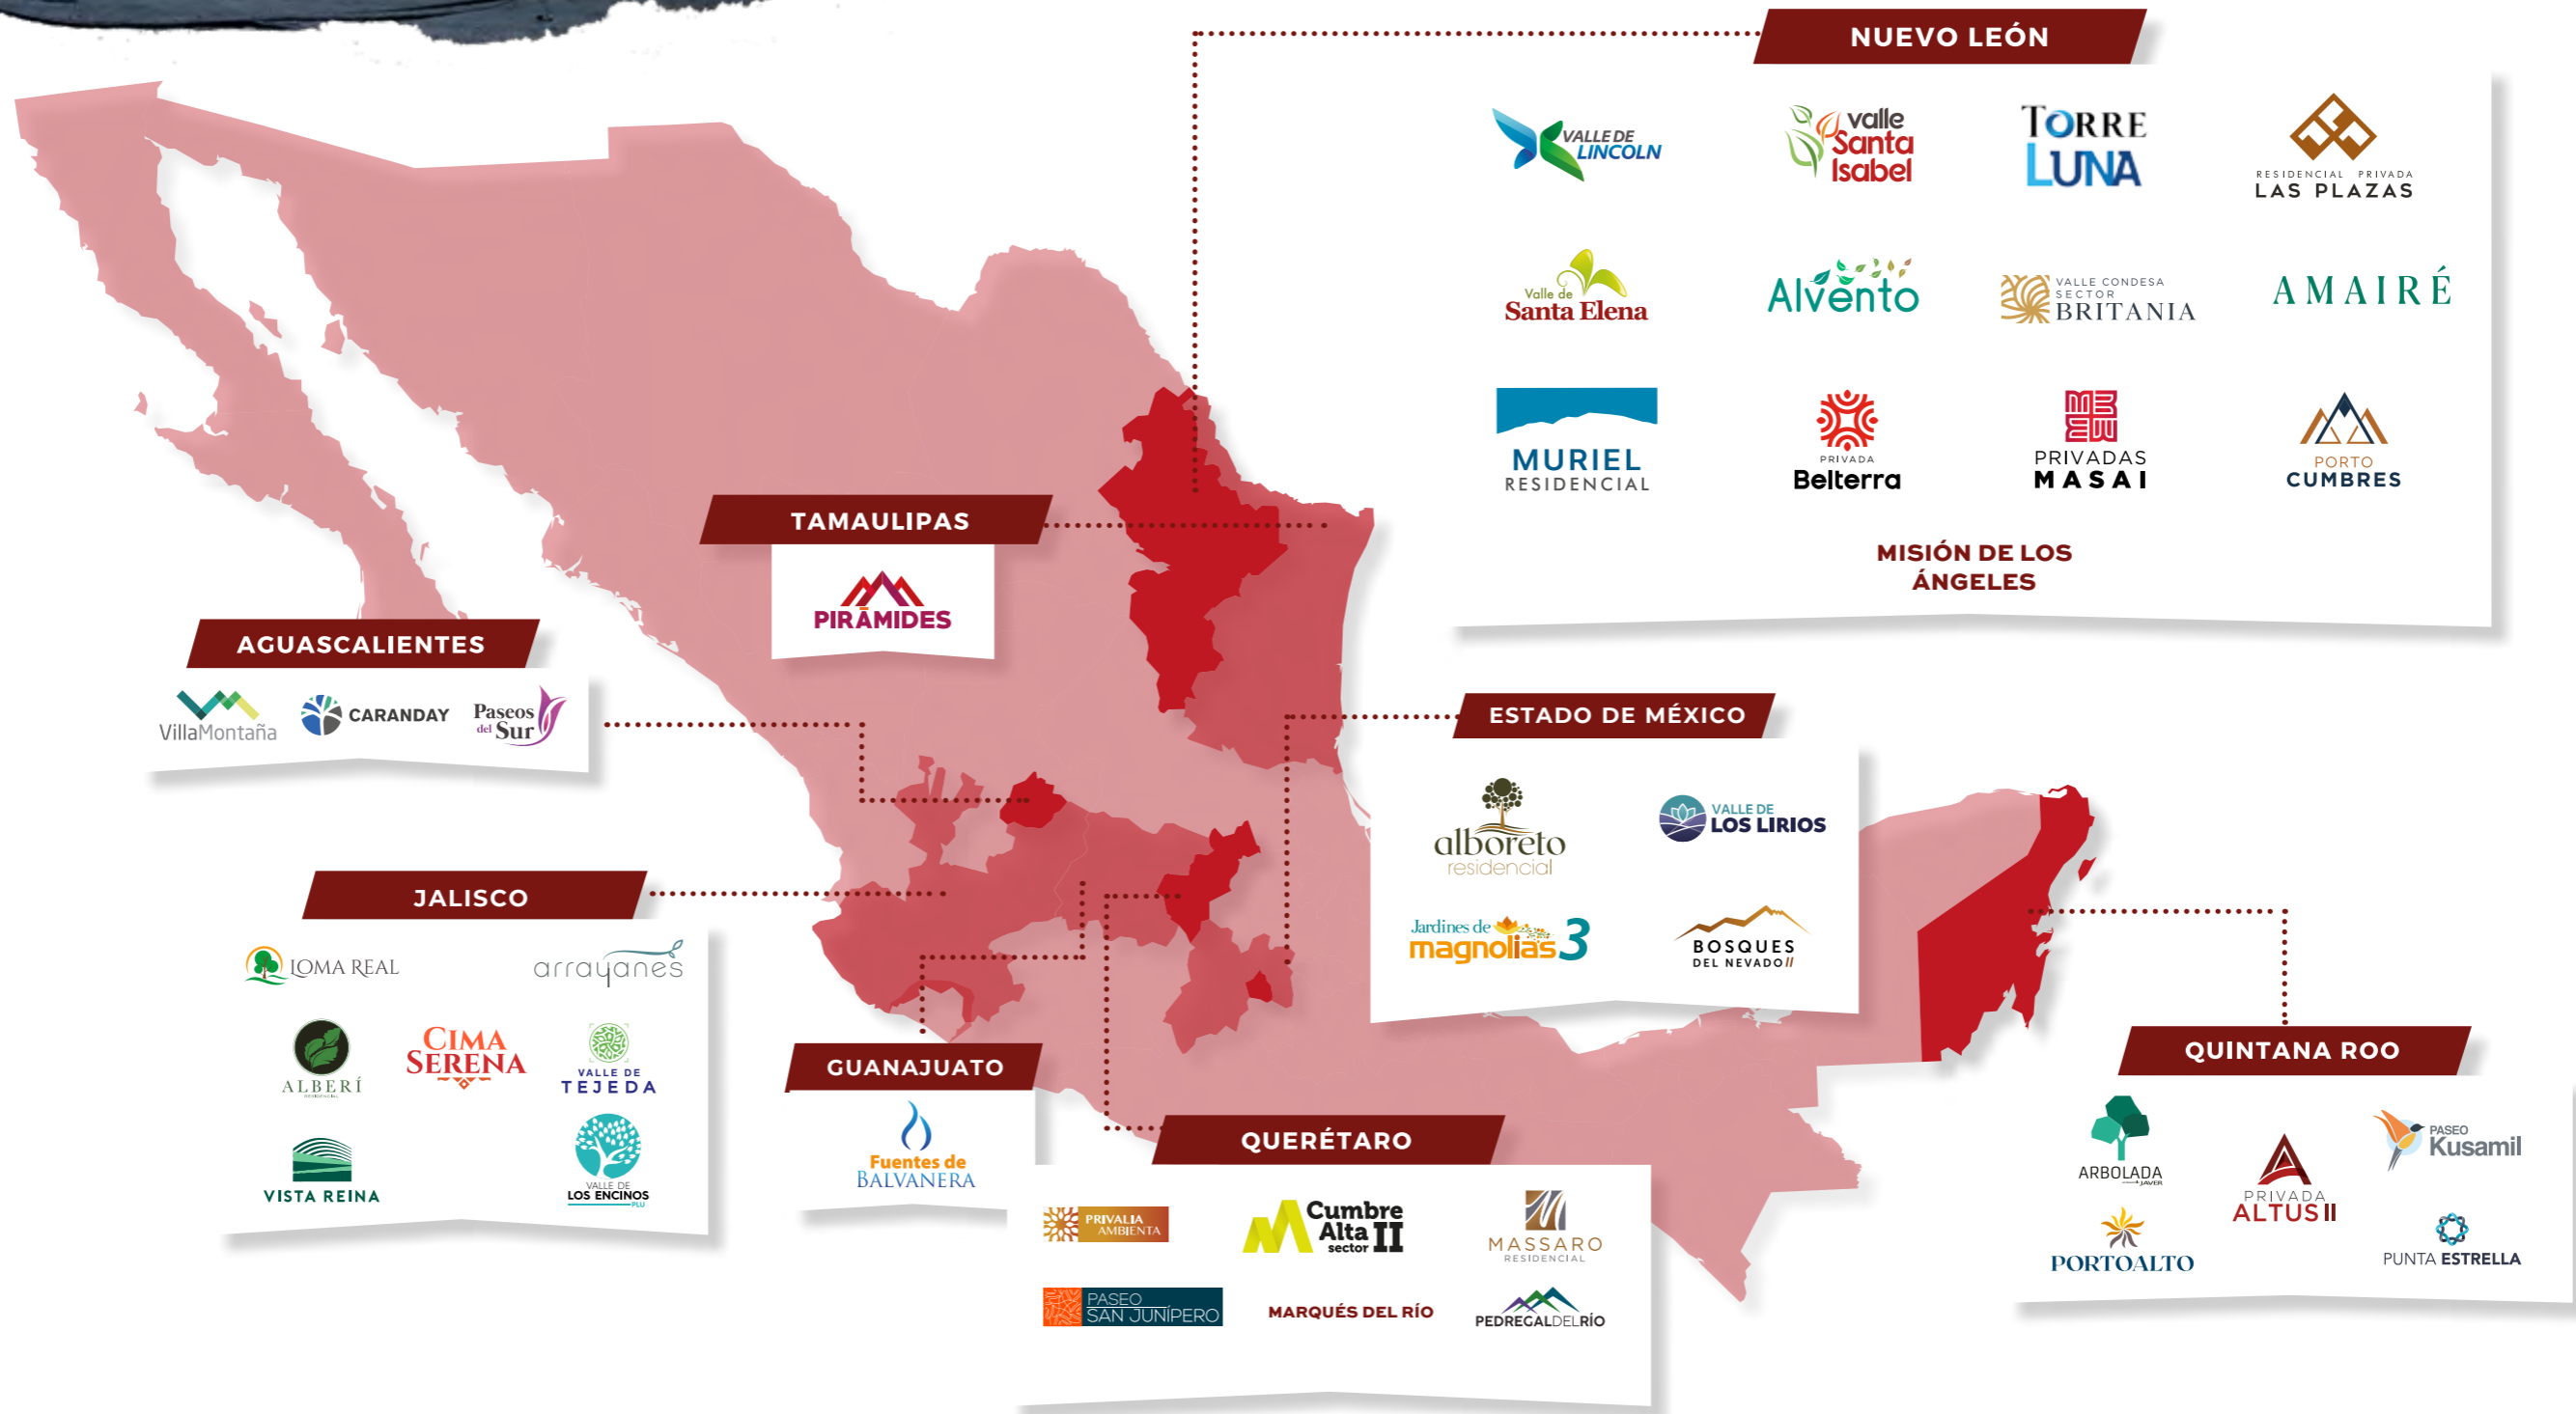 NUEVO LEÓN
VALLE DE
LINCOLN
valle
Santa
Isabel
TORRE
LUNA
RESIDENCIAL PRIVADA
LAS PLAZAS
Valle de
Santa Elena
Alvento
VALLE CONDESA
SECTOR
BRITANIA
AMAIRÉ
MURIEL
RESIDENCIAL
PRIVADA
Belterra
PRIVADAS
MASAI
PORTO
CUMBRES
MISIÓN DE LOS
ÁNGELES
TAMAULIPAS
PIRÁMIDES
AGUASCALIENTES
VillaMontaña
CARANDAY
Paseos
del Sur
ESTADO DE MÉXICO
alboreto
residencial
VALLE DE
LOS LIRIOS
Jardines de
magnolias 3
BOSQUES
DEL NEVADO II
JALISCO
LOMA REAL
arrayanes
ALBERÍ
RESIDENCIAL
CIMA
SERENA
VALLE DE
TEJEDA
VISTA REINA
VALLE DE
LOS ENCINOS
PLU
GUANAJUATO
Fuentes de
BALVANERA
QUERÉTARO
PRIVALIA
AMBIENTA
Cumbre
Alta
sector II
MASSARO
RESIDENCIAL
PASEO
SAN JUNÍPERO
MARQUÉS DEL RÍO
PEDREGALDELRÍO
QUINTANA ROO
ARBOLADA
JAVER
PRIVADA
ALTUS II
PASEO
Kusamil
PORTOALTO
PUNTA ESTRELLA